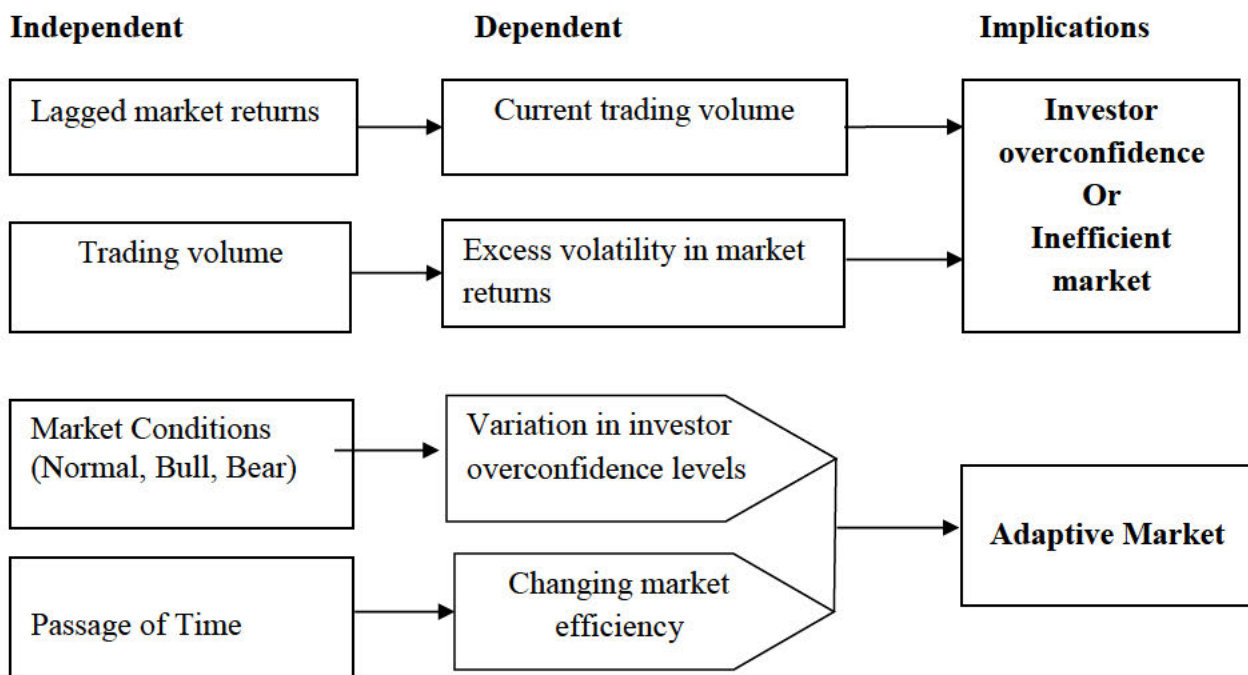 Independent
Dependent
Implications
Lagged market returns
Current trading volume
Investor
overconfidence
Or
Inefficient
market
Trading volume
Excess volatility in market
returns
Market Conditions
(Normal, Bull, Bear)
Variation in investor
overconfidence levels
Adaptive Market
Passage of Time
Changing market
efficiency